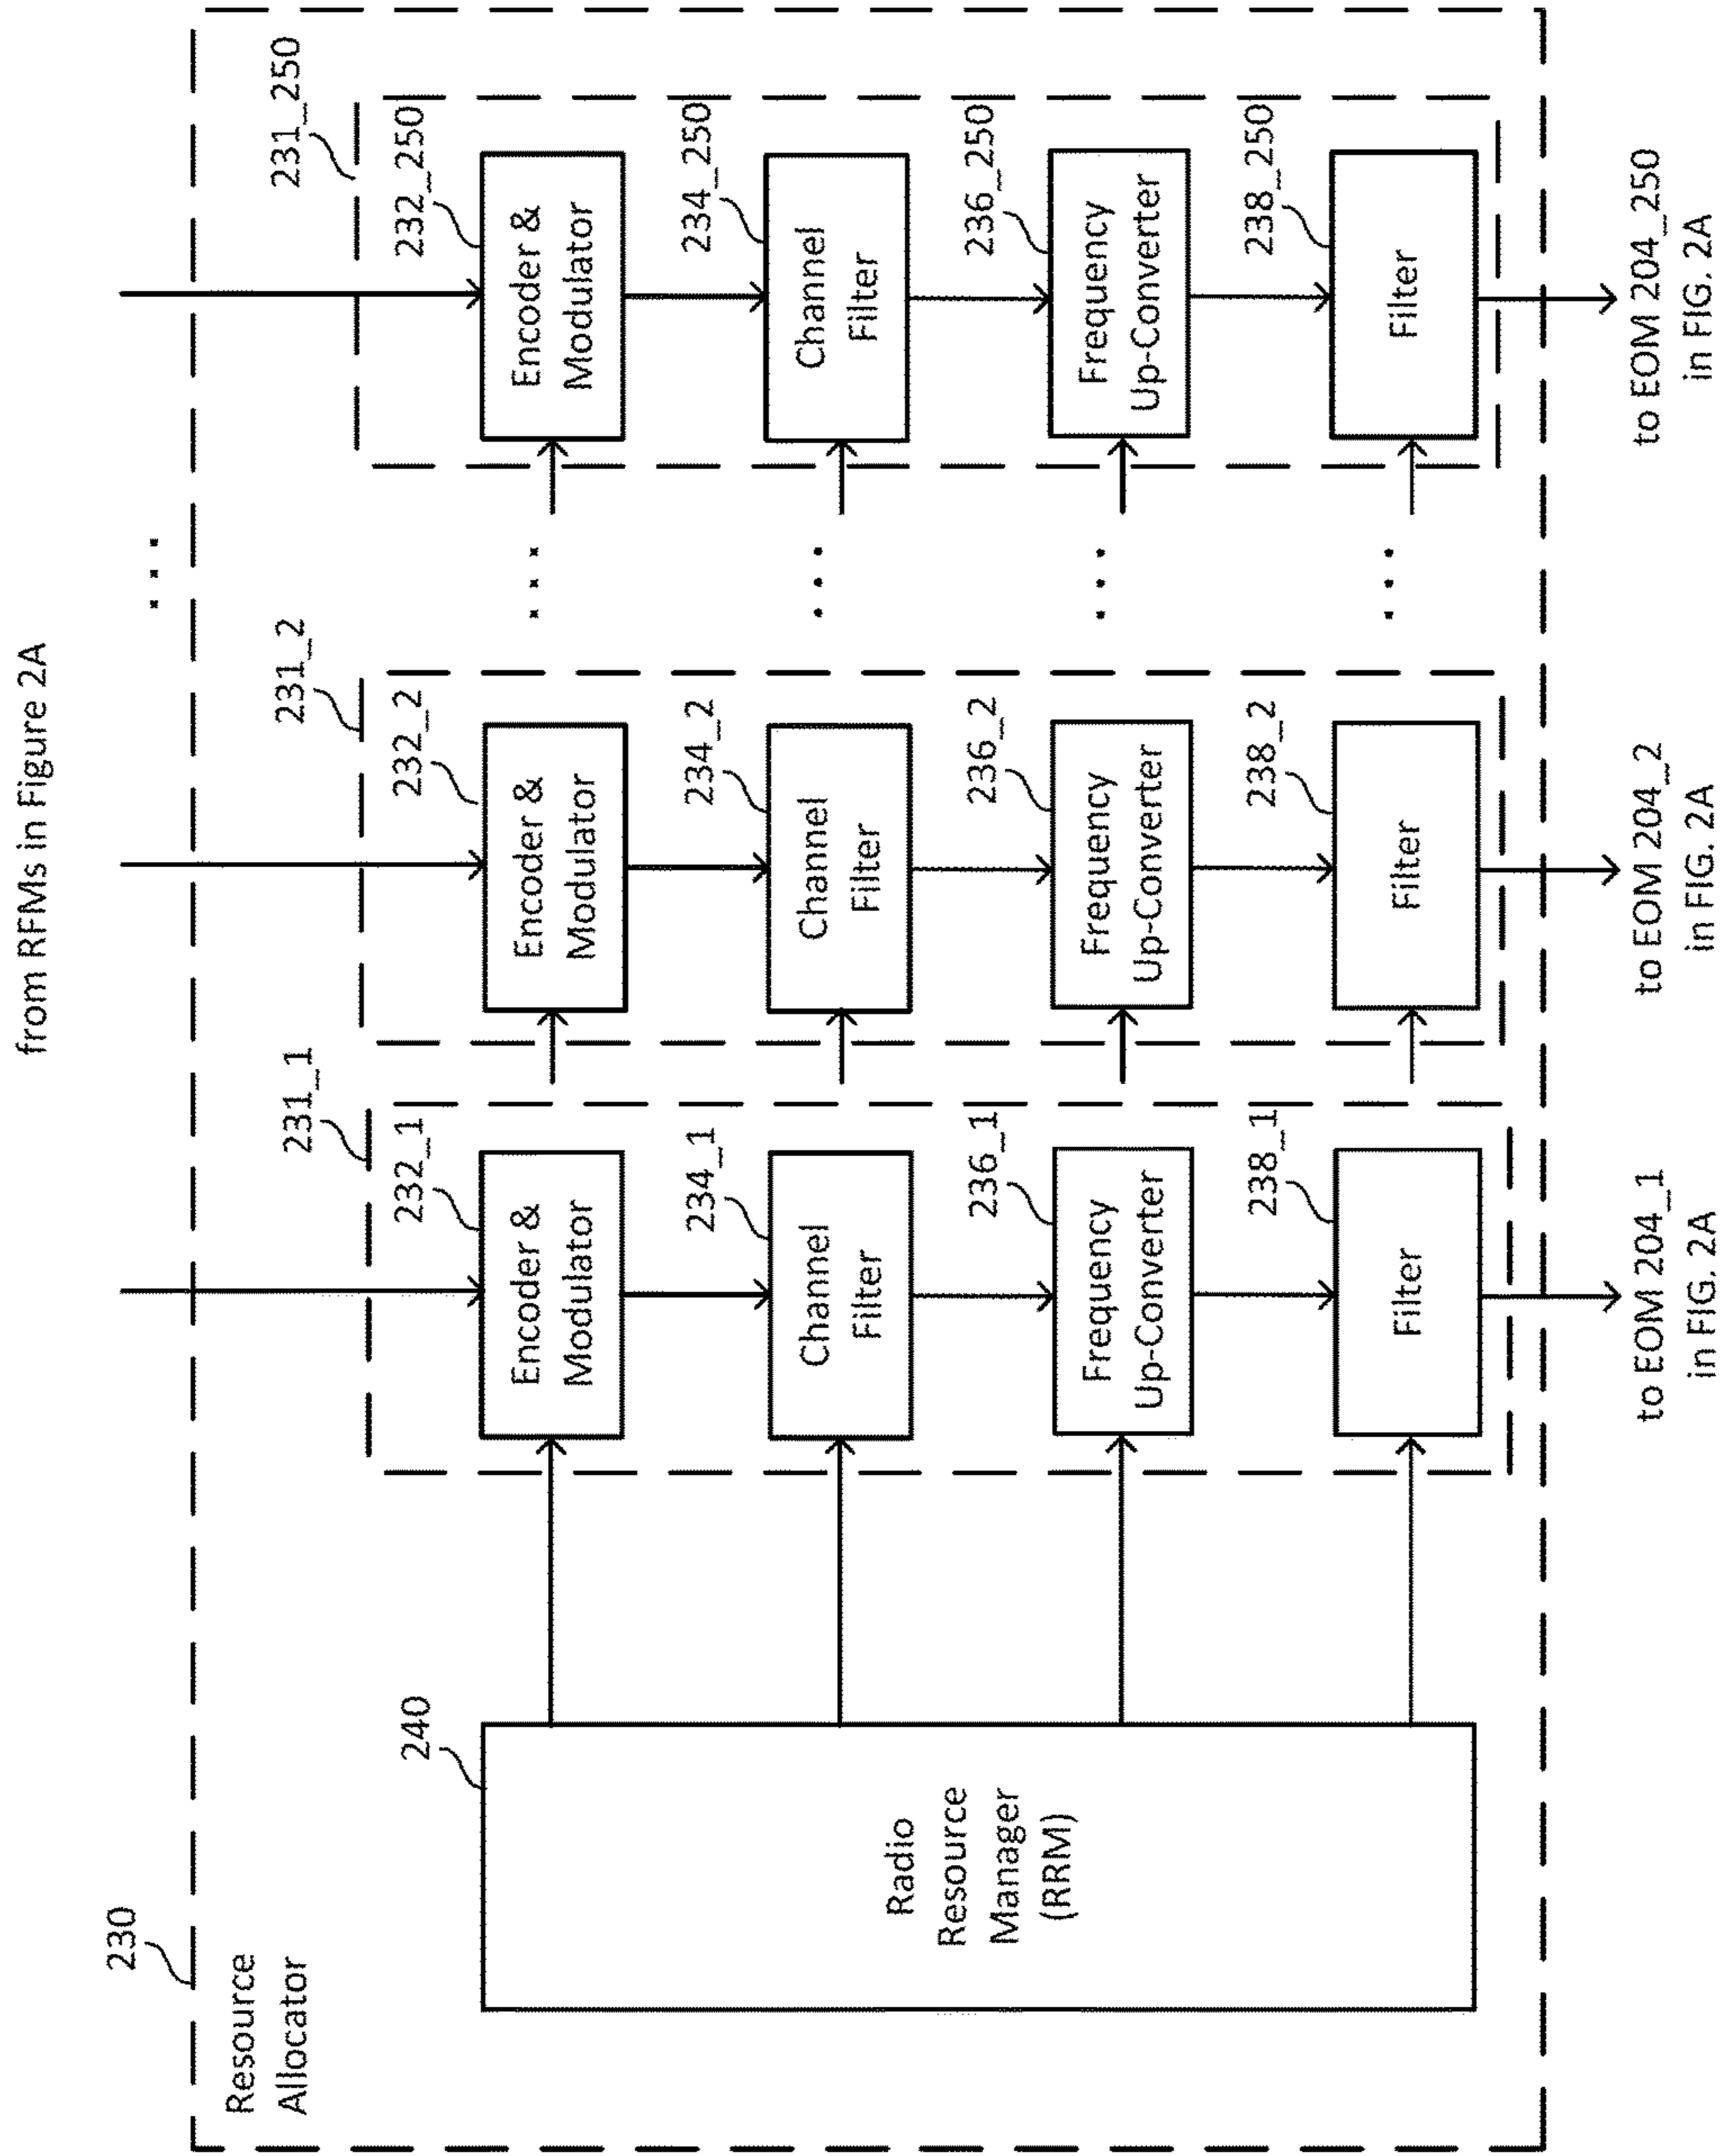 from RFMs in Figure 2A
...
230
Resource
Allocator
240
Radio
Resource
Manager
(RRM)
231_1
232_1
Encoder &
Modulator
234_1
Channel
Filter
236_1
Frequency
Up-Converter
238_1
Filter
to EOM 204_1
in FIG. 2A
231_2
232_2
Encoder &
Modulator
234_2
Channel
Filter
236_2
Frequency
Up-Converter
238_2
Filter
to EOM 204_2
in FIG. 2A
...
...
...
...
231_250
232_250
Encoder &
Modulator
234_250
Channel
Filter
236_250
Frequency
Up-Converter
238_250
Filter
to EOM 204_250
in FIG. 2A